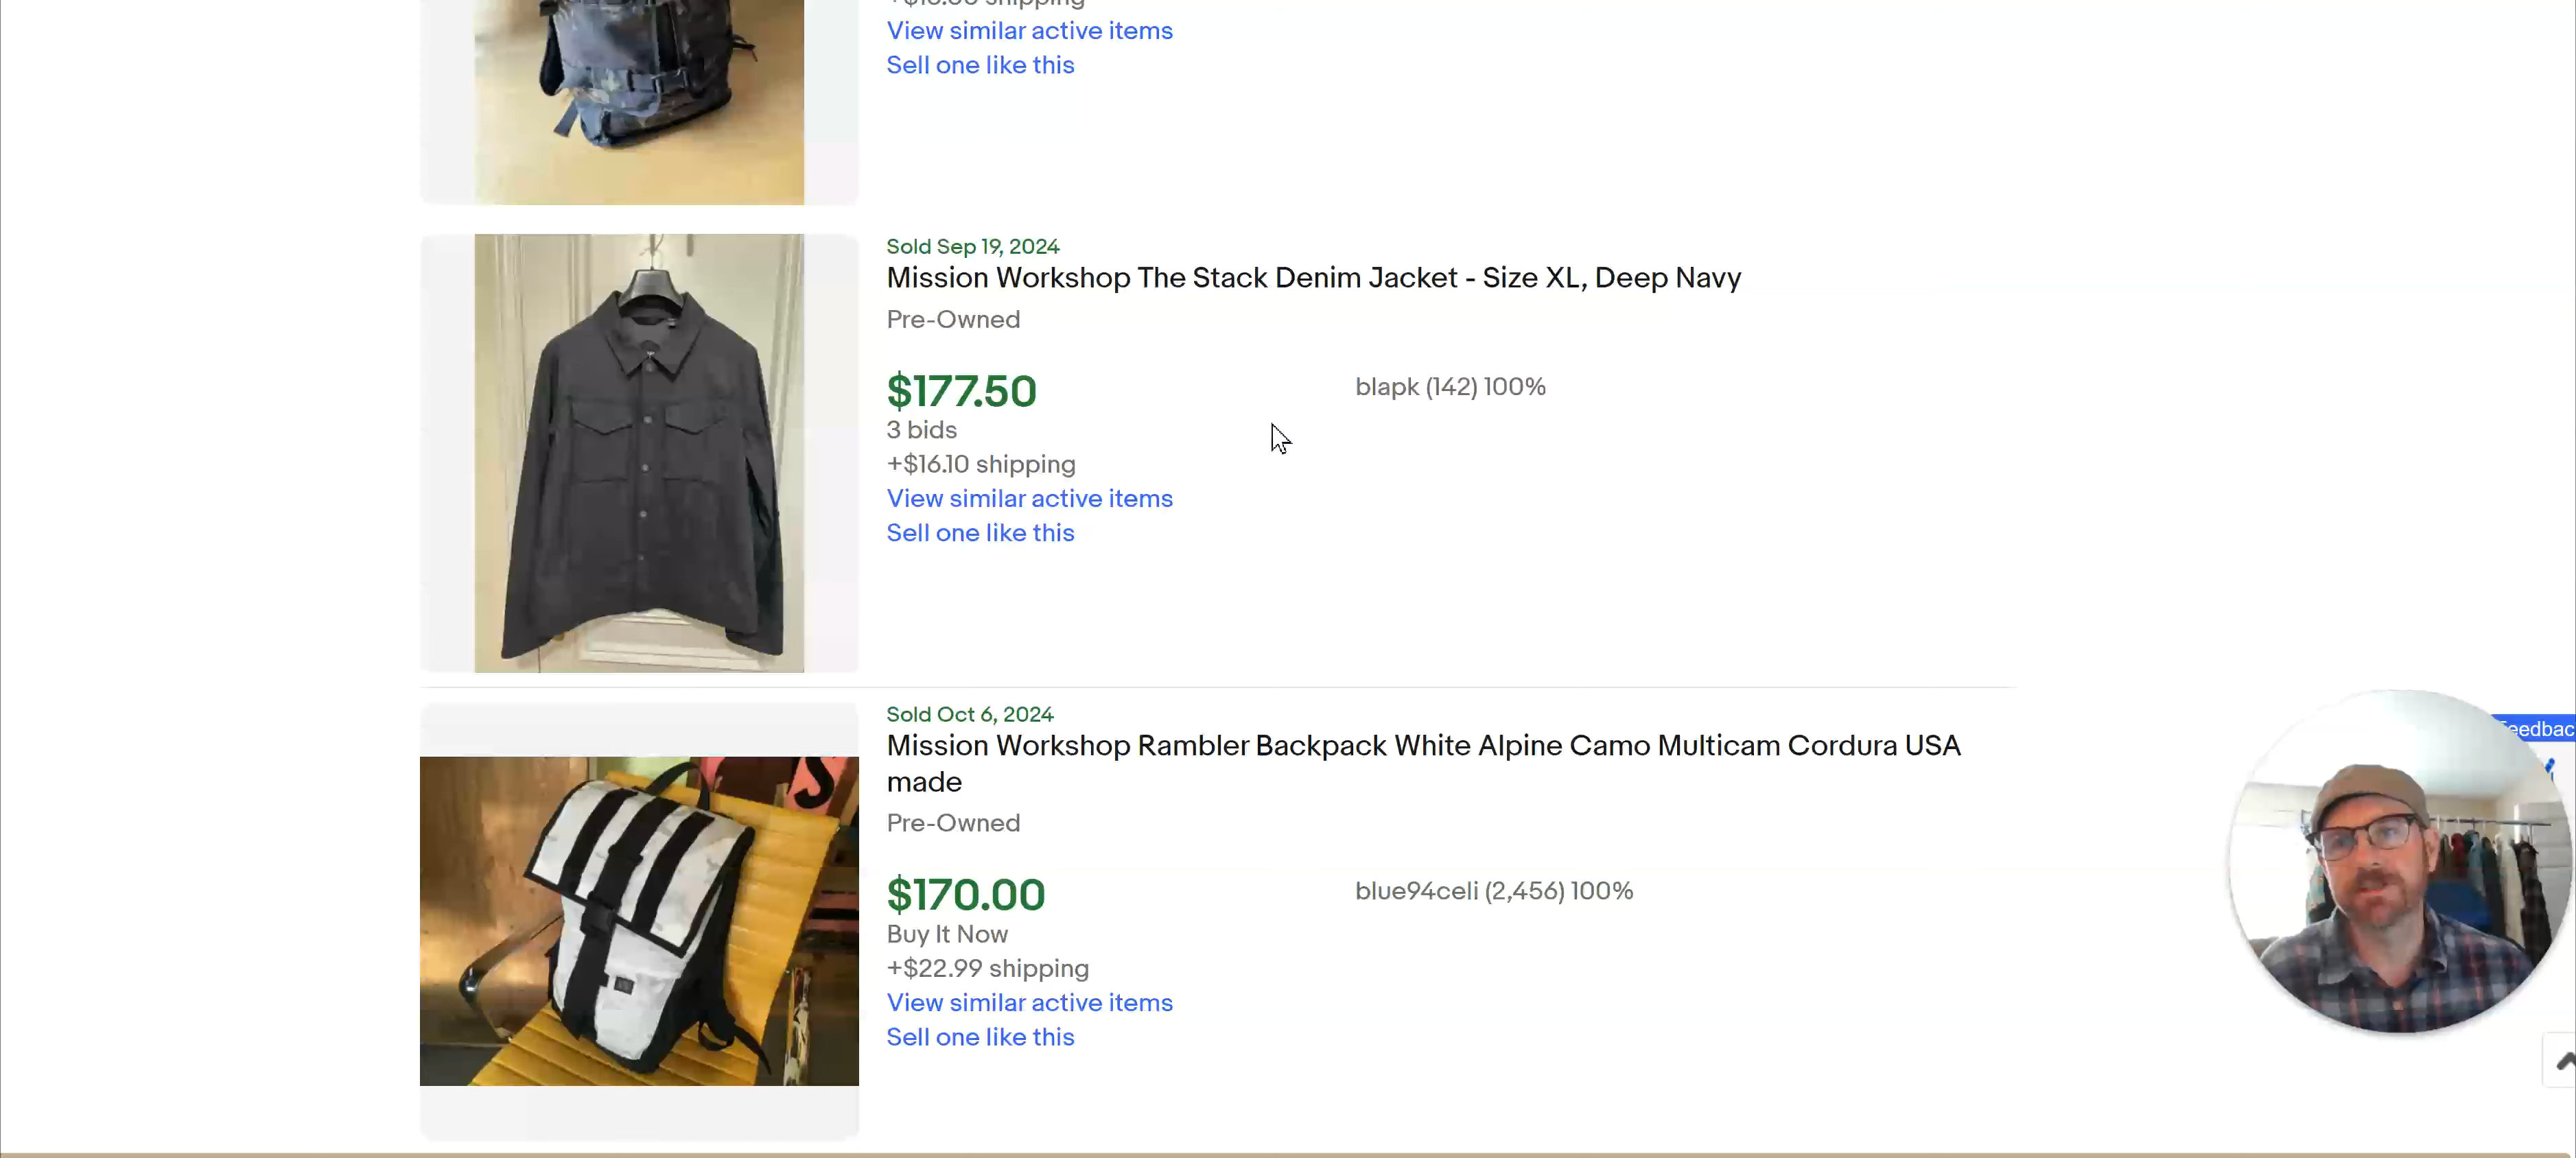 View similar active items
Sell one like this
Sold Sep 19, 2024
Mission Workshop The Stack Denim Jacket - Size XL, Deep Navy
Pre-Owned
$177.50
blapk (142) 100%
3 bids
+$16.10 shipping
View similar active items
Sell one like this
Sold Oct 6, 2024
Mission Workshop Rambler Backpack White Alpine Camo Multicam Cordura USA
made
Pre-Owned
$170.00
blue94celi (2,456) 100%
Buy It Now
+$22.99 shipping
View similar active items
Sell one like this